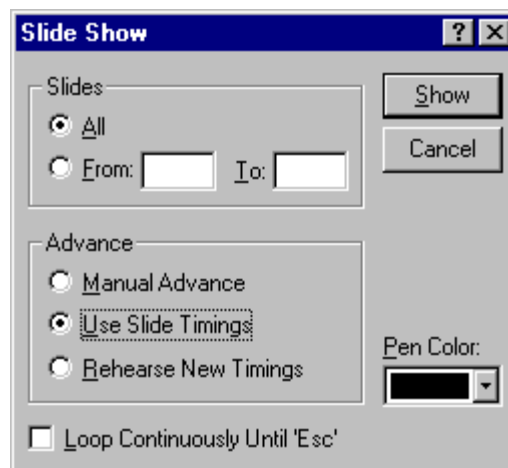 Slide Show
Slides
All
From: To:
Show
Cancel
Advance
Manual Advance
Use Slide Timings
Rehearse New Timings
Pen Color:
Loop Continuously Until 'Esc'